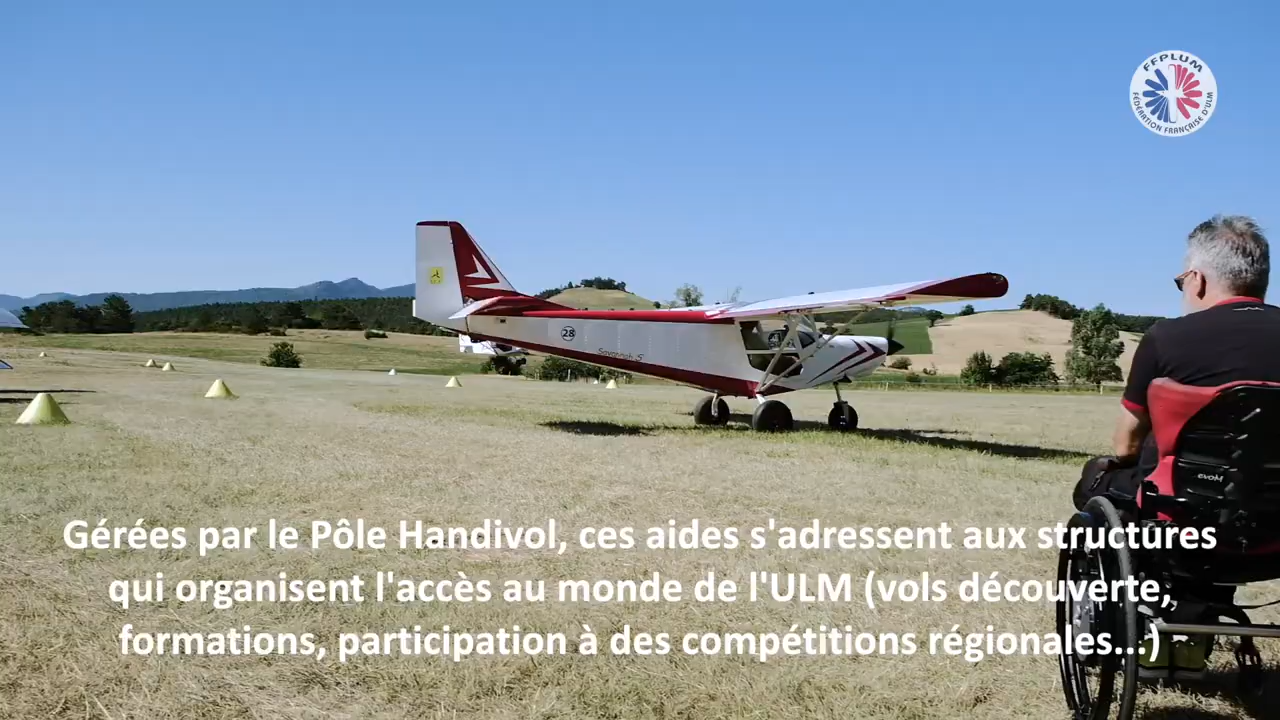 FFPLUM
FÉDÉRATION FRANÇAISE D'ULM
28
Savannah S
Gérées par le Pôle Handivol, ces aides s'adressent aux structures
qui organisent l'accès au monde de l'ULM (vols découverte,
formations, participation à des compétitions régionales...)